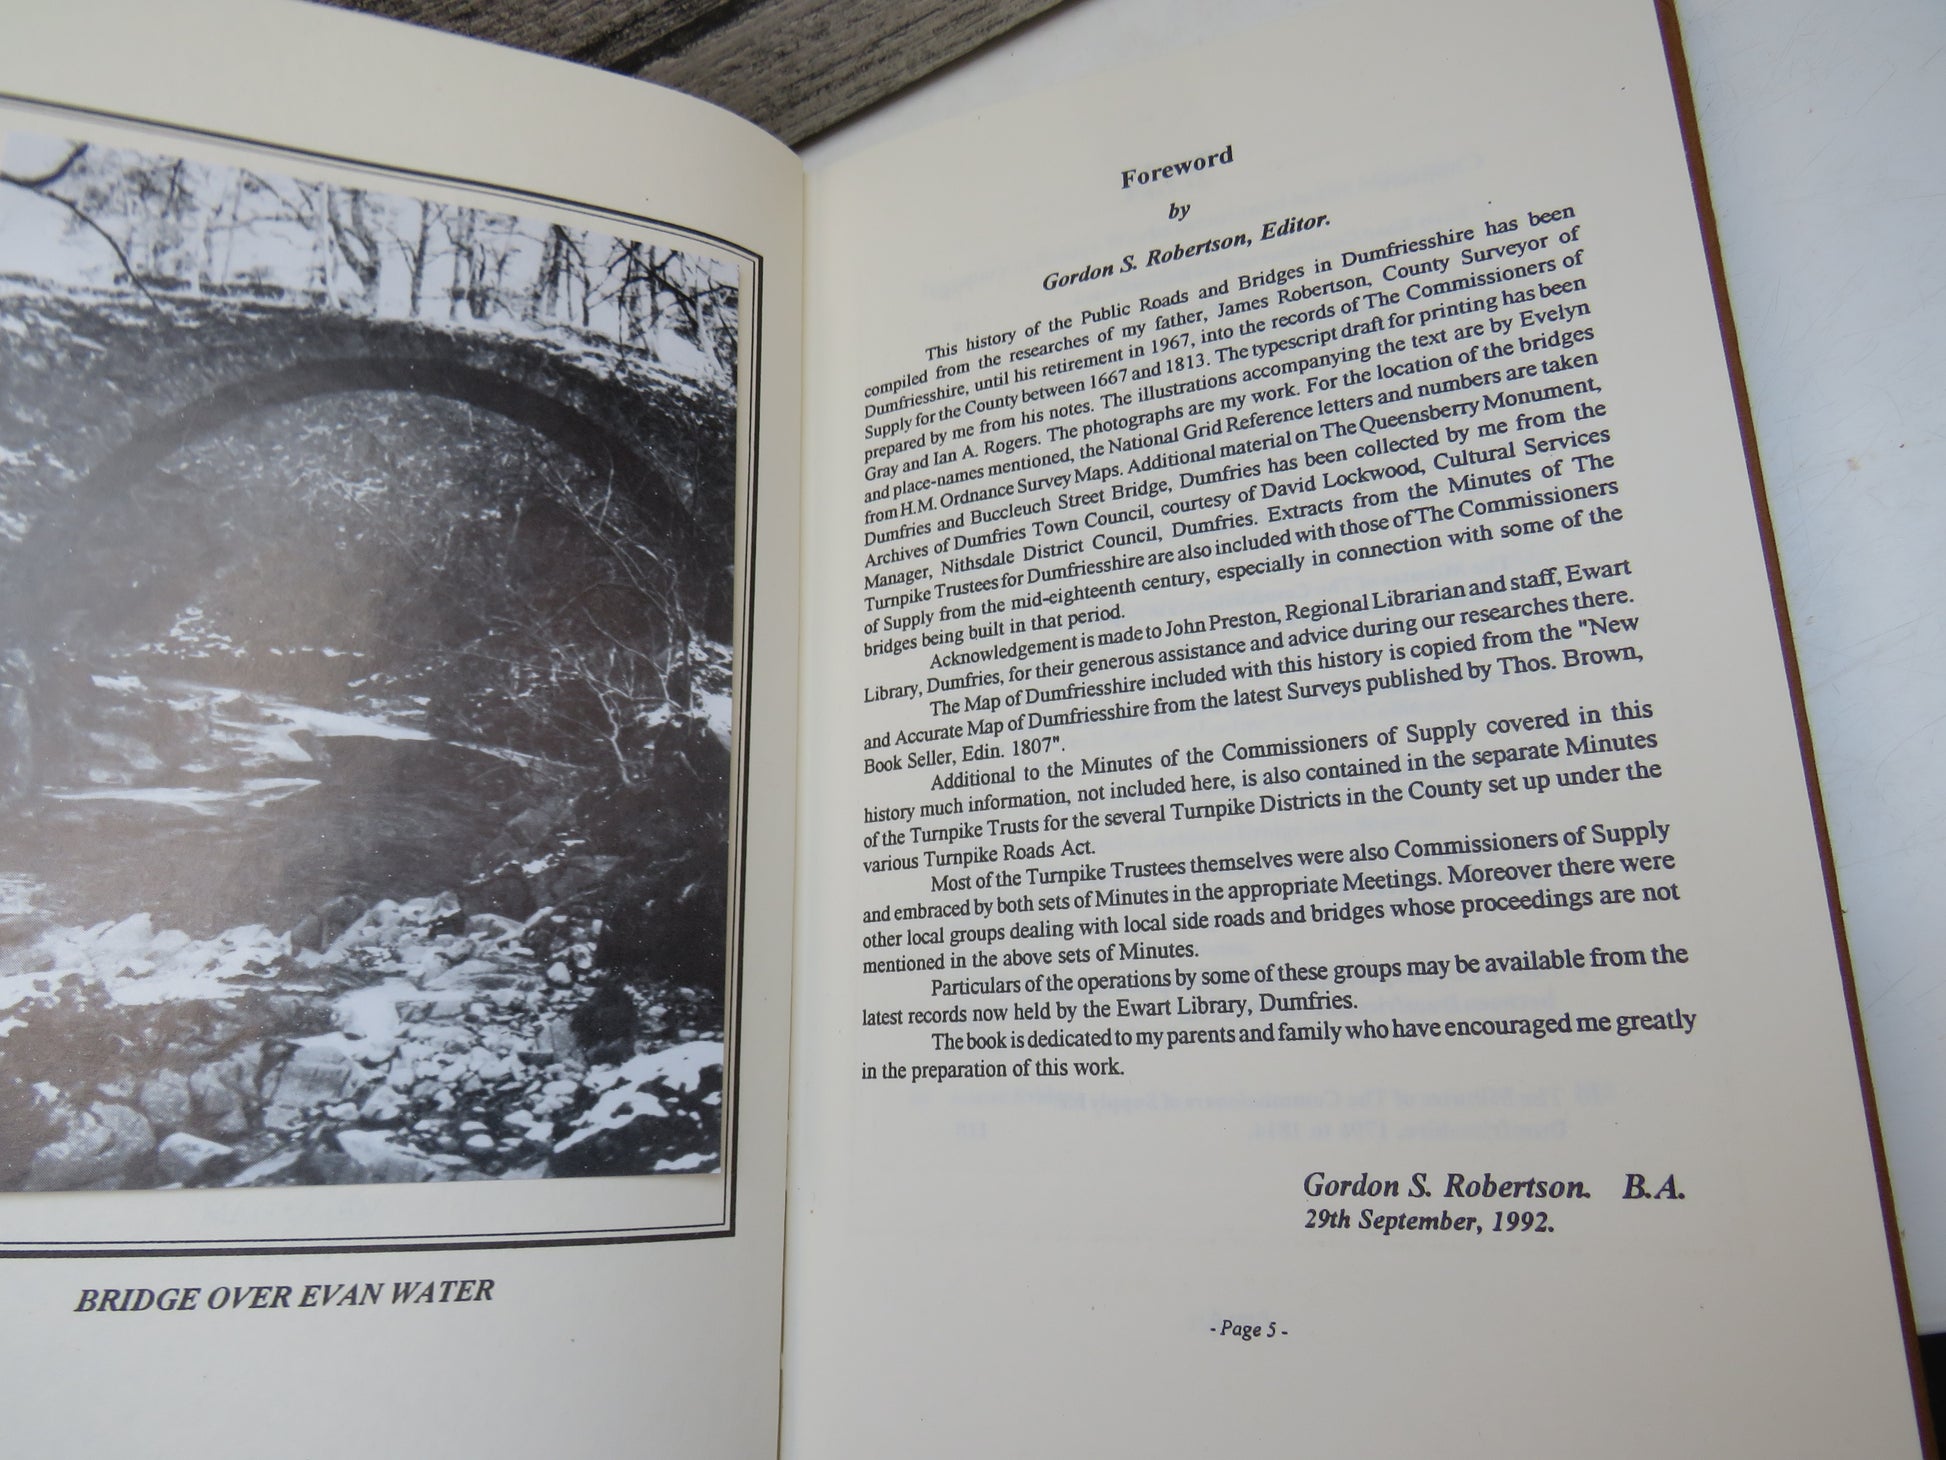 BRIDGE OVER EVAN WATER
Foreword
by
Gordon S. Robertson, Editor.
This history of the Public Roads and Bridges in Dumfriesshire has been
compiled from the researches of my father, James Robertson, County Surveyor of
Dumfriesshire, until his retirement in 1967, into the records of The Commissioners of
Supply for the County between 1667 and 1813. The typescript draft for printing has been
prepared by me from his notes. The illustrations accompanying the text are by Evelyn
Gray and Ian A. Rogers. The photographs are my work. For the location of the bridges
and place-names mentioned, the National Grid Reference letters and numbers are taken
from H.M. Ordnance Survey Maps. Additional material on The Queensberry Monument,
Dumfries and Buccleuch Street Bridge, Dumfries has been collected by me from the
Archives of Dumfries Town Council, courtesy of David Lockwood, Cultural Services
Manager, Nithsdale District Council, Dumfries. Extracts from the Minutes of The
Turnpike Trustees for Dumfriesshire are also included with those of The Commissioners
of Supply from the mid-eighteenth century, especially in connection with some of the
bridges being built in that period.
Acknowledgement is made to John Preston, Regional Librarian and staff, Ewart
Library, Dumfries, for their generous assistance and advice during our researches there.
The Map of Dumfriesshire included with this history is copied from the "New
and Accurate Map of Dumfriesshire from the latest Surveys published by Thos. Brown,
Book Seller, Edin. 1807".
Additional to the Minutes of the Commissioners of Supply covered in this
history much information, not included here, is also contained in the separate Minutes
of the Turnpike Trusts for the several Turnpike Districts in the County set up under the
various Turnpike Roads Act.
Most of the Turnpike Trustees themselves were also Commissioners of Supply
and embraced by both sets of Minutes in the appropriate Meetings. Moreover there were
other local groups dealing with local side roads and bridges whose proceedings are not
mentioned in the above sets of Minutes.
Particulars of the operations by some of these groups may be available from the
latest records now held by the Ewart Library, Dumfries.
The book is dedicated to my parents and family who have encouraged me greatly
in the preparation of this work.
Gordon S. Robertson. B.A.
29th September, 1992.
- Page 5 -